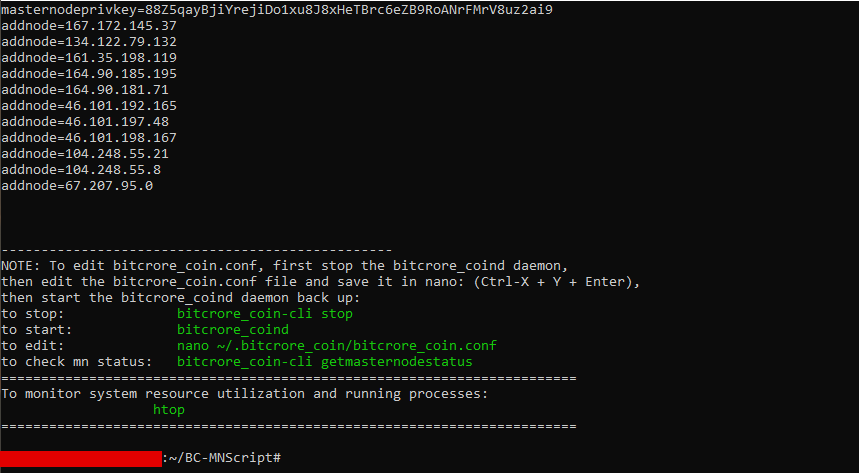 masternodeprivkey=88Z5qayBjiYrejiDo1xu8J8xHeTBrc6eZB9RoANrFMrV8uz2ai9
addnode=167.172.145.37
addnode=134.122.79.132
addnode=161.35.198.119
addnode=164.90.185.195
addnode=164.90.181.71
addnode=46.101.192.165
addnode=46.101.197.48
addnode=46.101.198.167
addnode=104.248.55.21
addnode=104.248.55.8
addnode=67.207.95.0
-------------------------------------------------
NOTE: To edit bitcrore_coin.conf, first stop the bitcrore_coind daemon,
then edit the bitcrore_coin.conf file and save it in nano: (Ctrl-X + Y + Enter),
then start the bitcrore_coind daemon back up:
to stop: bitcrore_coin-cli stop
to start: bitcrore_coind
to edit: nano ~/.bitcrore_coin/bitcrore_coin.conf
to check mn status: bitcrore_coin-cli getmasternodestatus
========================================================================
To monitor system resource utilization and running processes:
htop
========================================================================
:~/BC-MNScript#